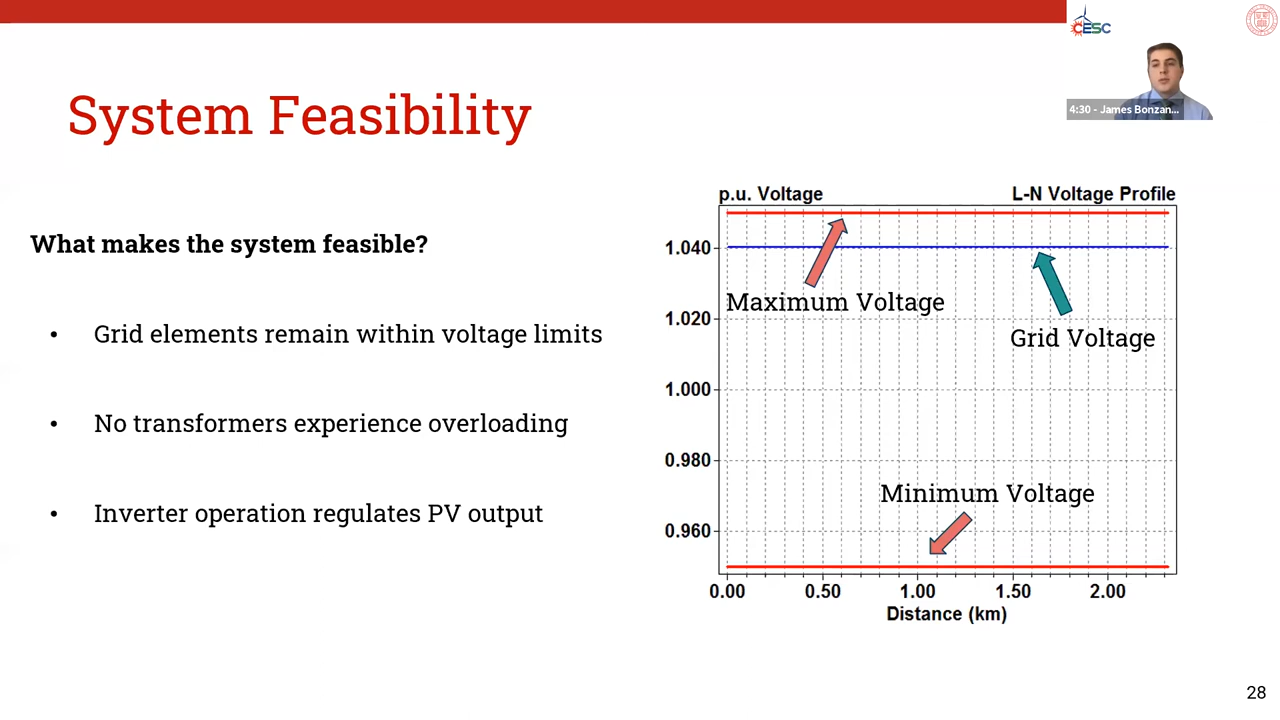 CESC
4:30 - James Bonzan...
System Feasibility
What makes the system feasible?
• Grid elements remain within voltage limits
• No transformers experience overloading
• Inverter operation regulates PV output
p.u. Voltage
L-N Voltage Profile
1.040
1.020
1.000
0.980
0.960
Maximum Voltage
Grid Voltage
Minimum Voltage
0.00 0.50 1.00 1.50 2.00
Distance (km)
28